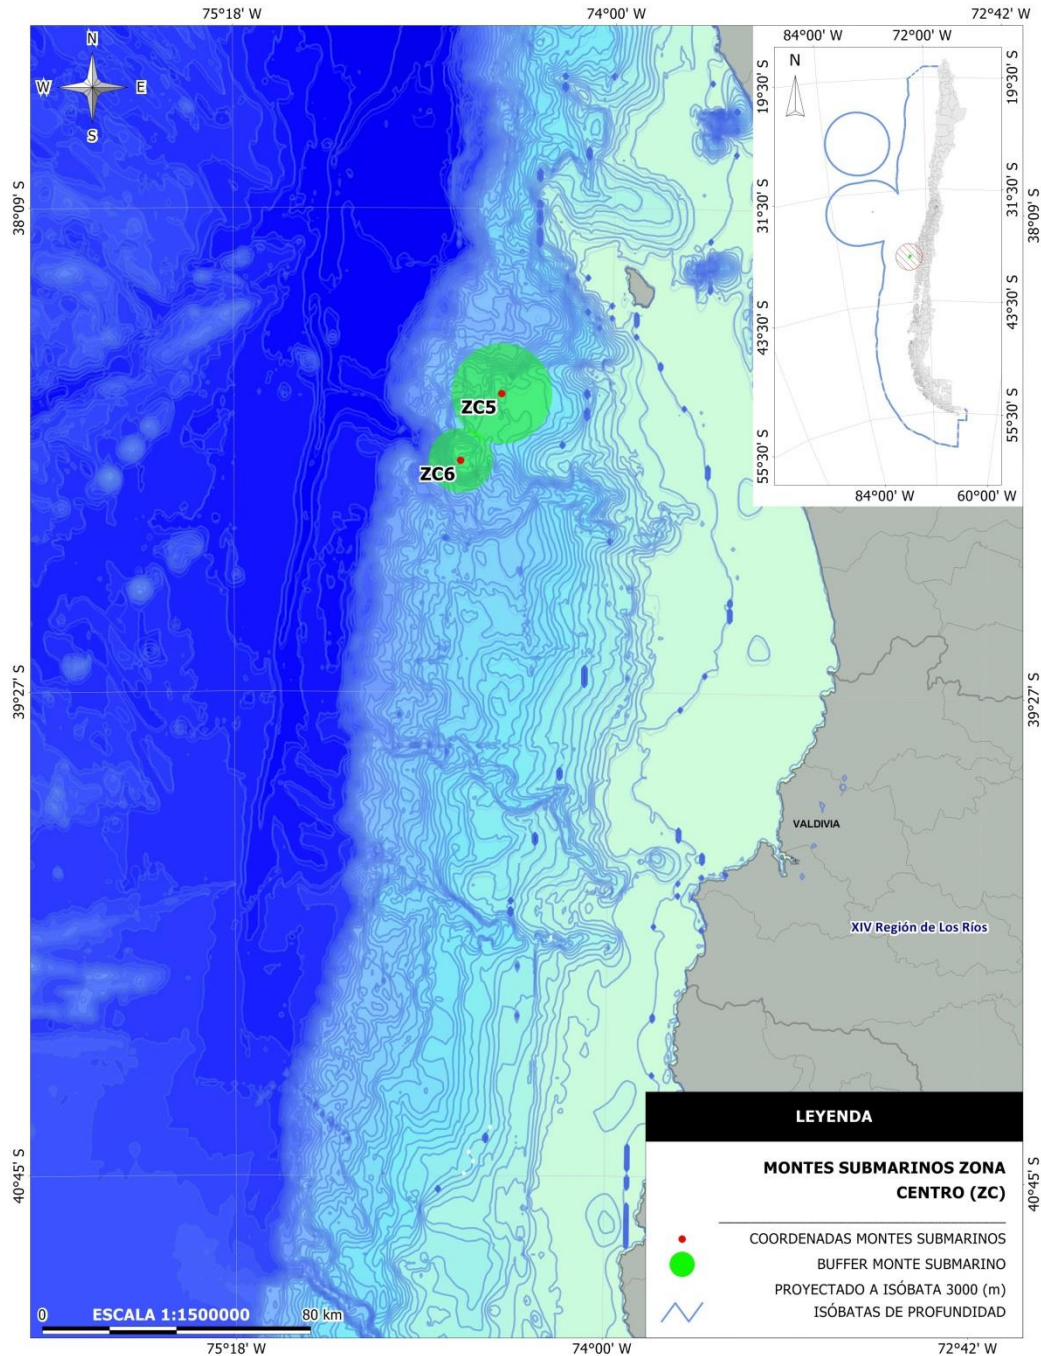 75°18' W
74°00' W
72°42' W
N
W
E
S
84°00' W
72°00' W
N
19°30' S
31°30' S
43°30' S
55°30' S
19°30' S
31°30' S
43°30' S
55°30' S
84°00' W
60°00' W
38°09' S
38°09' S
ZC5
ZC6
39°27' S
39°27' S
VALDIVIA
XIV Región de Los Ríos
40°45' S
40°45' S
LEYENDA
MONTES SUBMARINOS ZONA
CENTRO (ZC)
COORDENADAS MONTES SUBMARINOS
BUFFER MONTE SUBMARINO
PROYECTADO A ISÓBATA 3000 (m)
ISÓBATAS DE PROFUNDIDAD
0
ESCALA 1:1500000
80 km
75°18' W
74°00' W
72°42' W